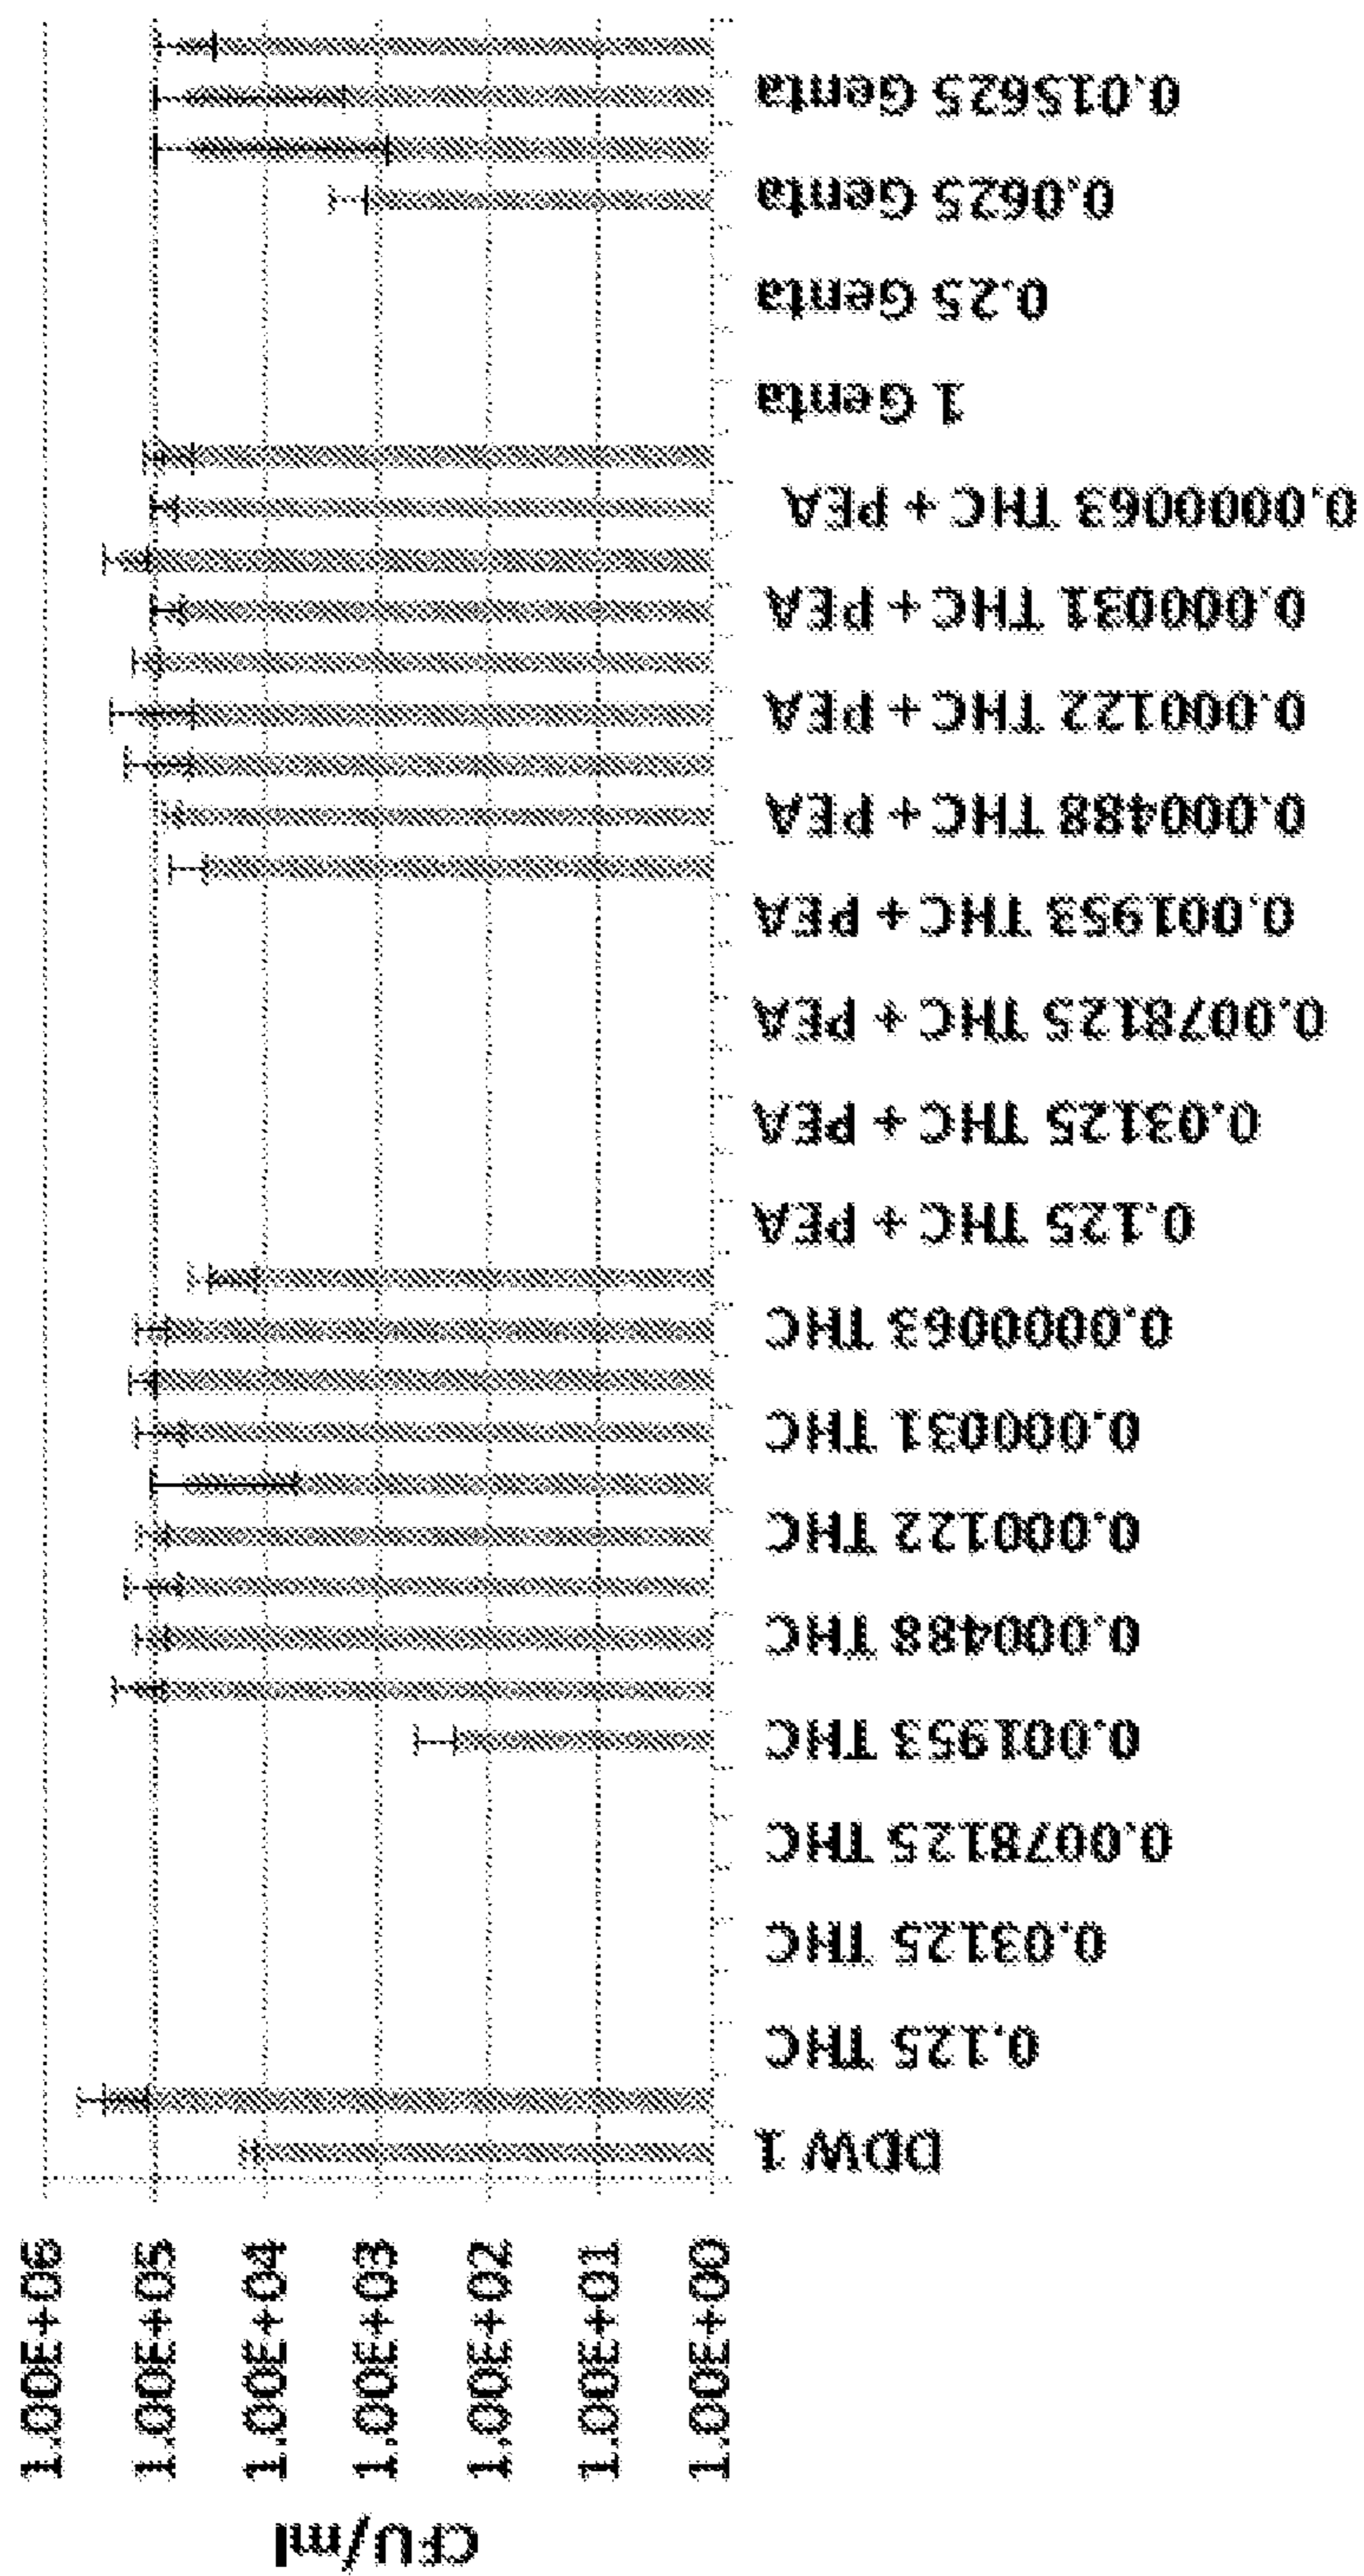 CFU/ml
1.00E+06
1.00E+05
1.00E+04
1.00E+03
1.00E+02
1.00E+01
1.00E+00
DDW 1
0.125 THC
0.03125 THC
0.0078125 THC
0.001953 THC
0.000488 THC
0.000122 THC
0.000031 THC
0.0000063 THC
0.125 THC + PEA
0.03125 THC + PEA
0.0078125 THC + PEA
0.001953 THC + PEA
0.000488 THC + PEA
0.000122 THC + PEA
0.000031 THC + PEA
0.0000063 THC + PEA
1 Genta
0.25 Genta
0.0625 Genta
0.015625 Genta